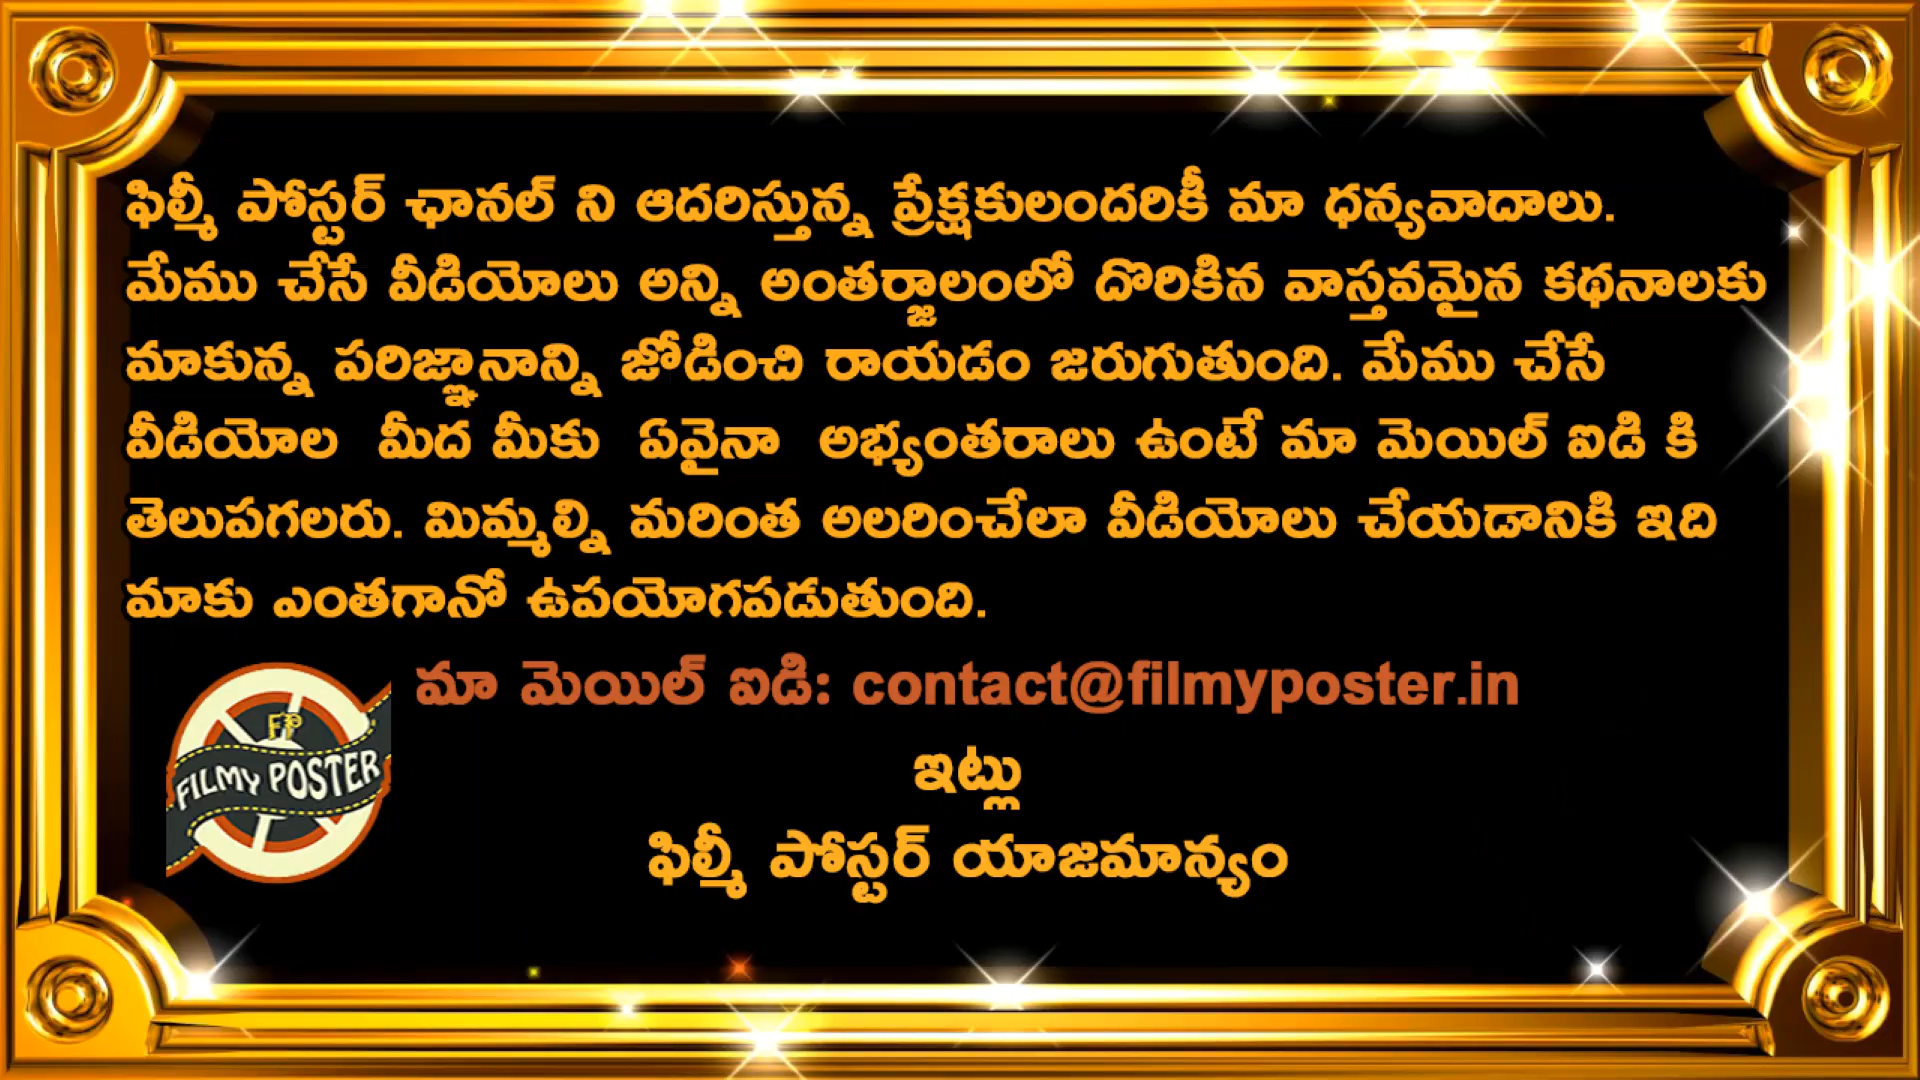 ఫిల్మీ పోస్టర్ ఛానల్ ని ఆదరిస్తున్న ప్రేక్షకులందరికీ మా ధన్యవాదాలు.
మేము చేసే వీడియోలు అన్ని అంతర్జాలంలో దొరికిన వాస్తవమైన కథనాలకు
మాకున్న పరిజ్ఞానాన్ని జోడించి రాయడం జరుగుతుంది. మేము చేసే
వీడియోల మీద మీకు ఏవైనా అభ్యంతరాలు ఉంటే మా మెయిల్ ఐడి కి
తెలుపగలరు. మిమ్మల్ని మరింత అలరించేలా వీడియోలు చేయడానికి ఇది
మాకు ఎంతగానో ఉపయోగపడుతుంది.
మా మెయిల్ ఐడి: contact@filmyposter.in
FP
FILMY POSTER
ఇట్లు
ఫిల్మీ పోస్టర్ యాజమాన్యం